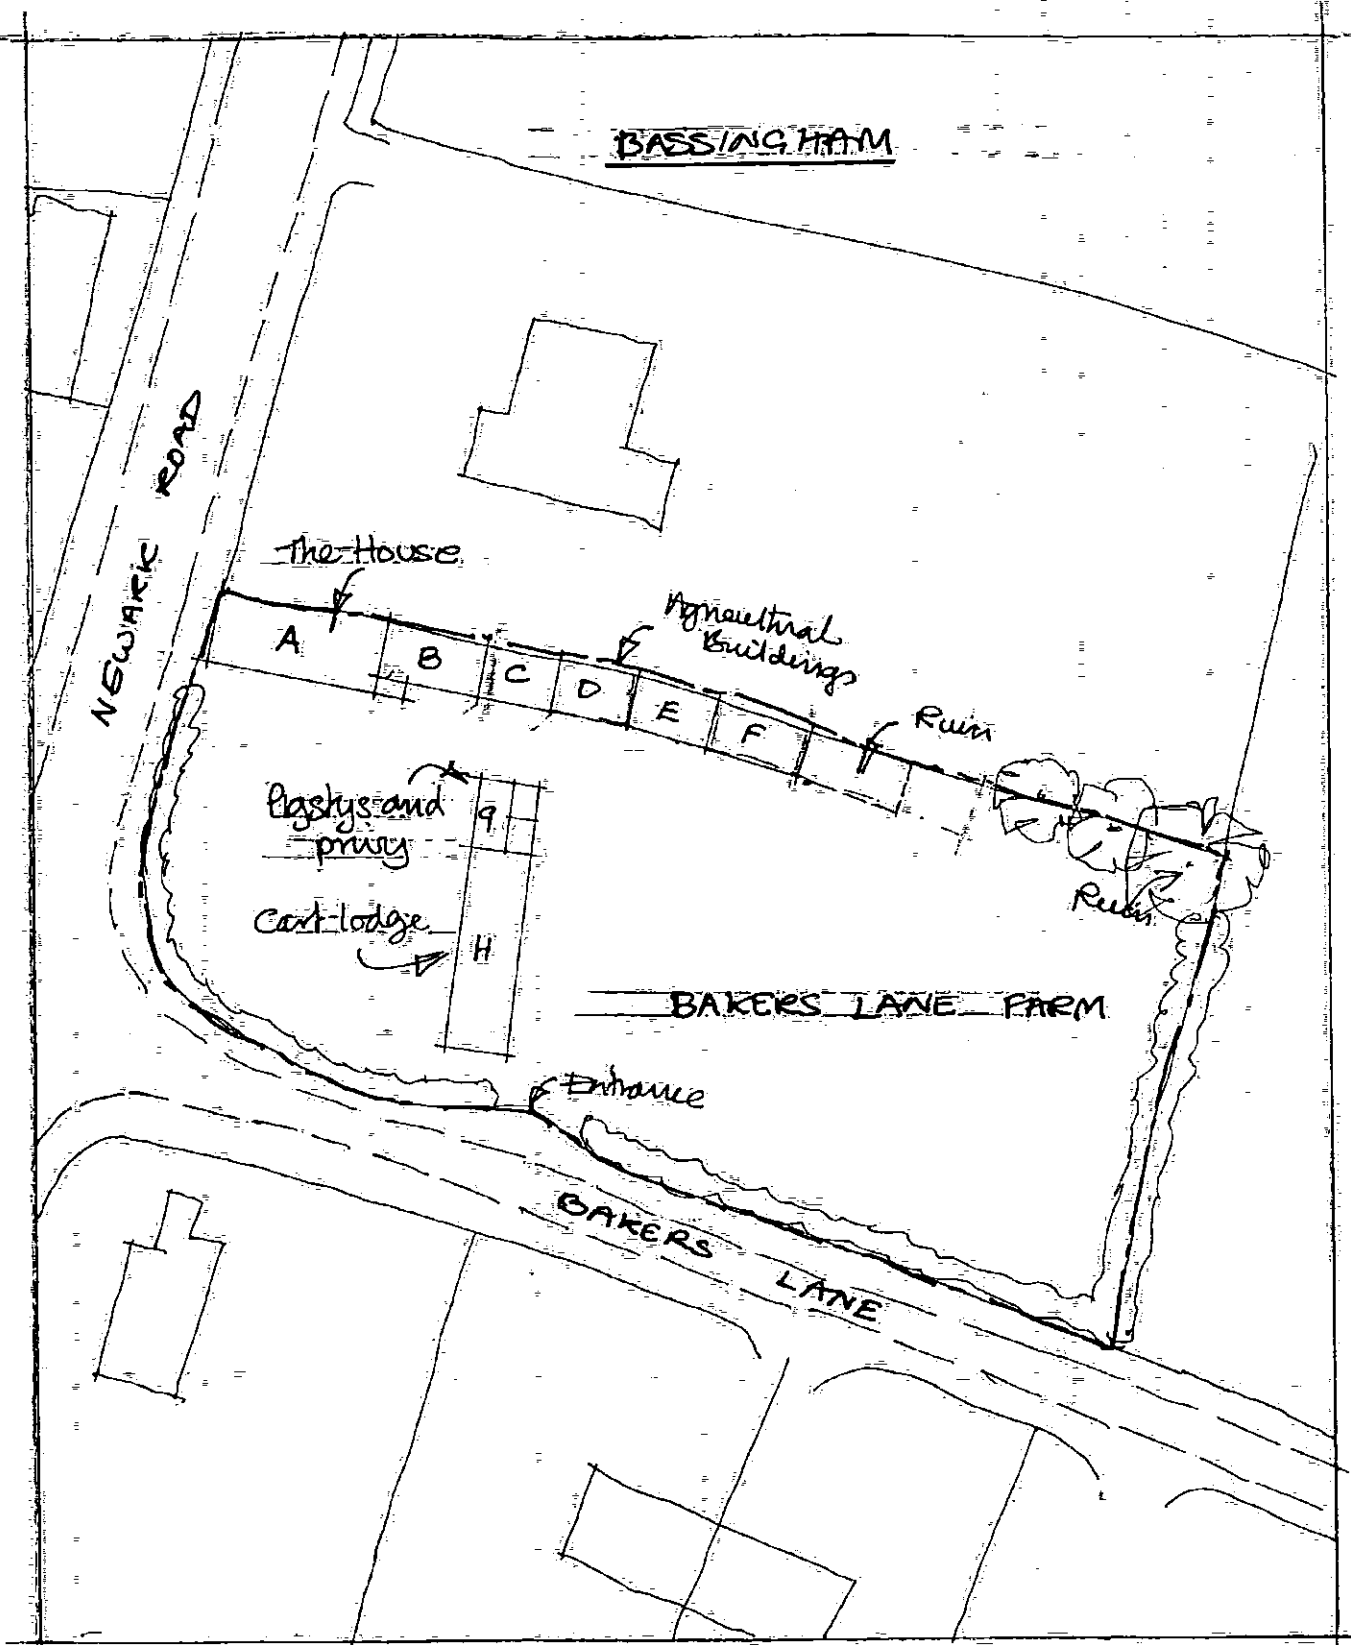 BASSINGHAM
NEWARK ROAD
The House
Agricultural
Buildings
A
B
C
D
E
F
Ruin
Pigstys and
privy
g
Cart-lodge
H
Ruin
BAKERS LANE FARM
Entrance
BAKERS LANE